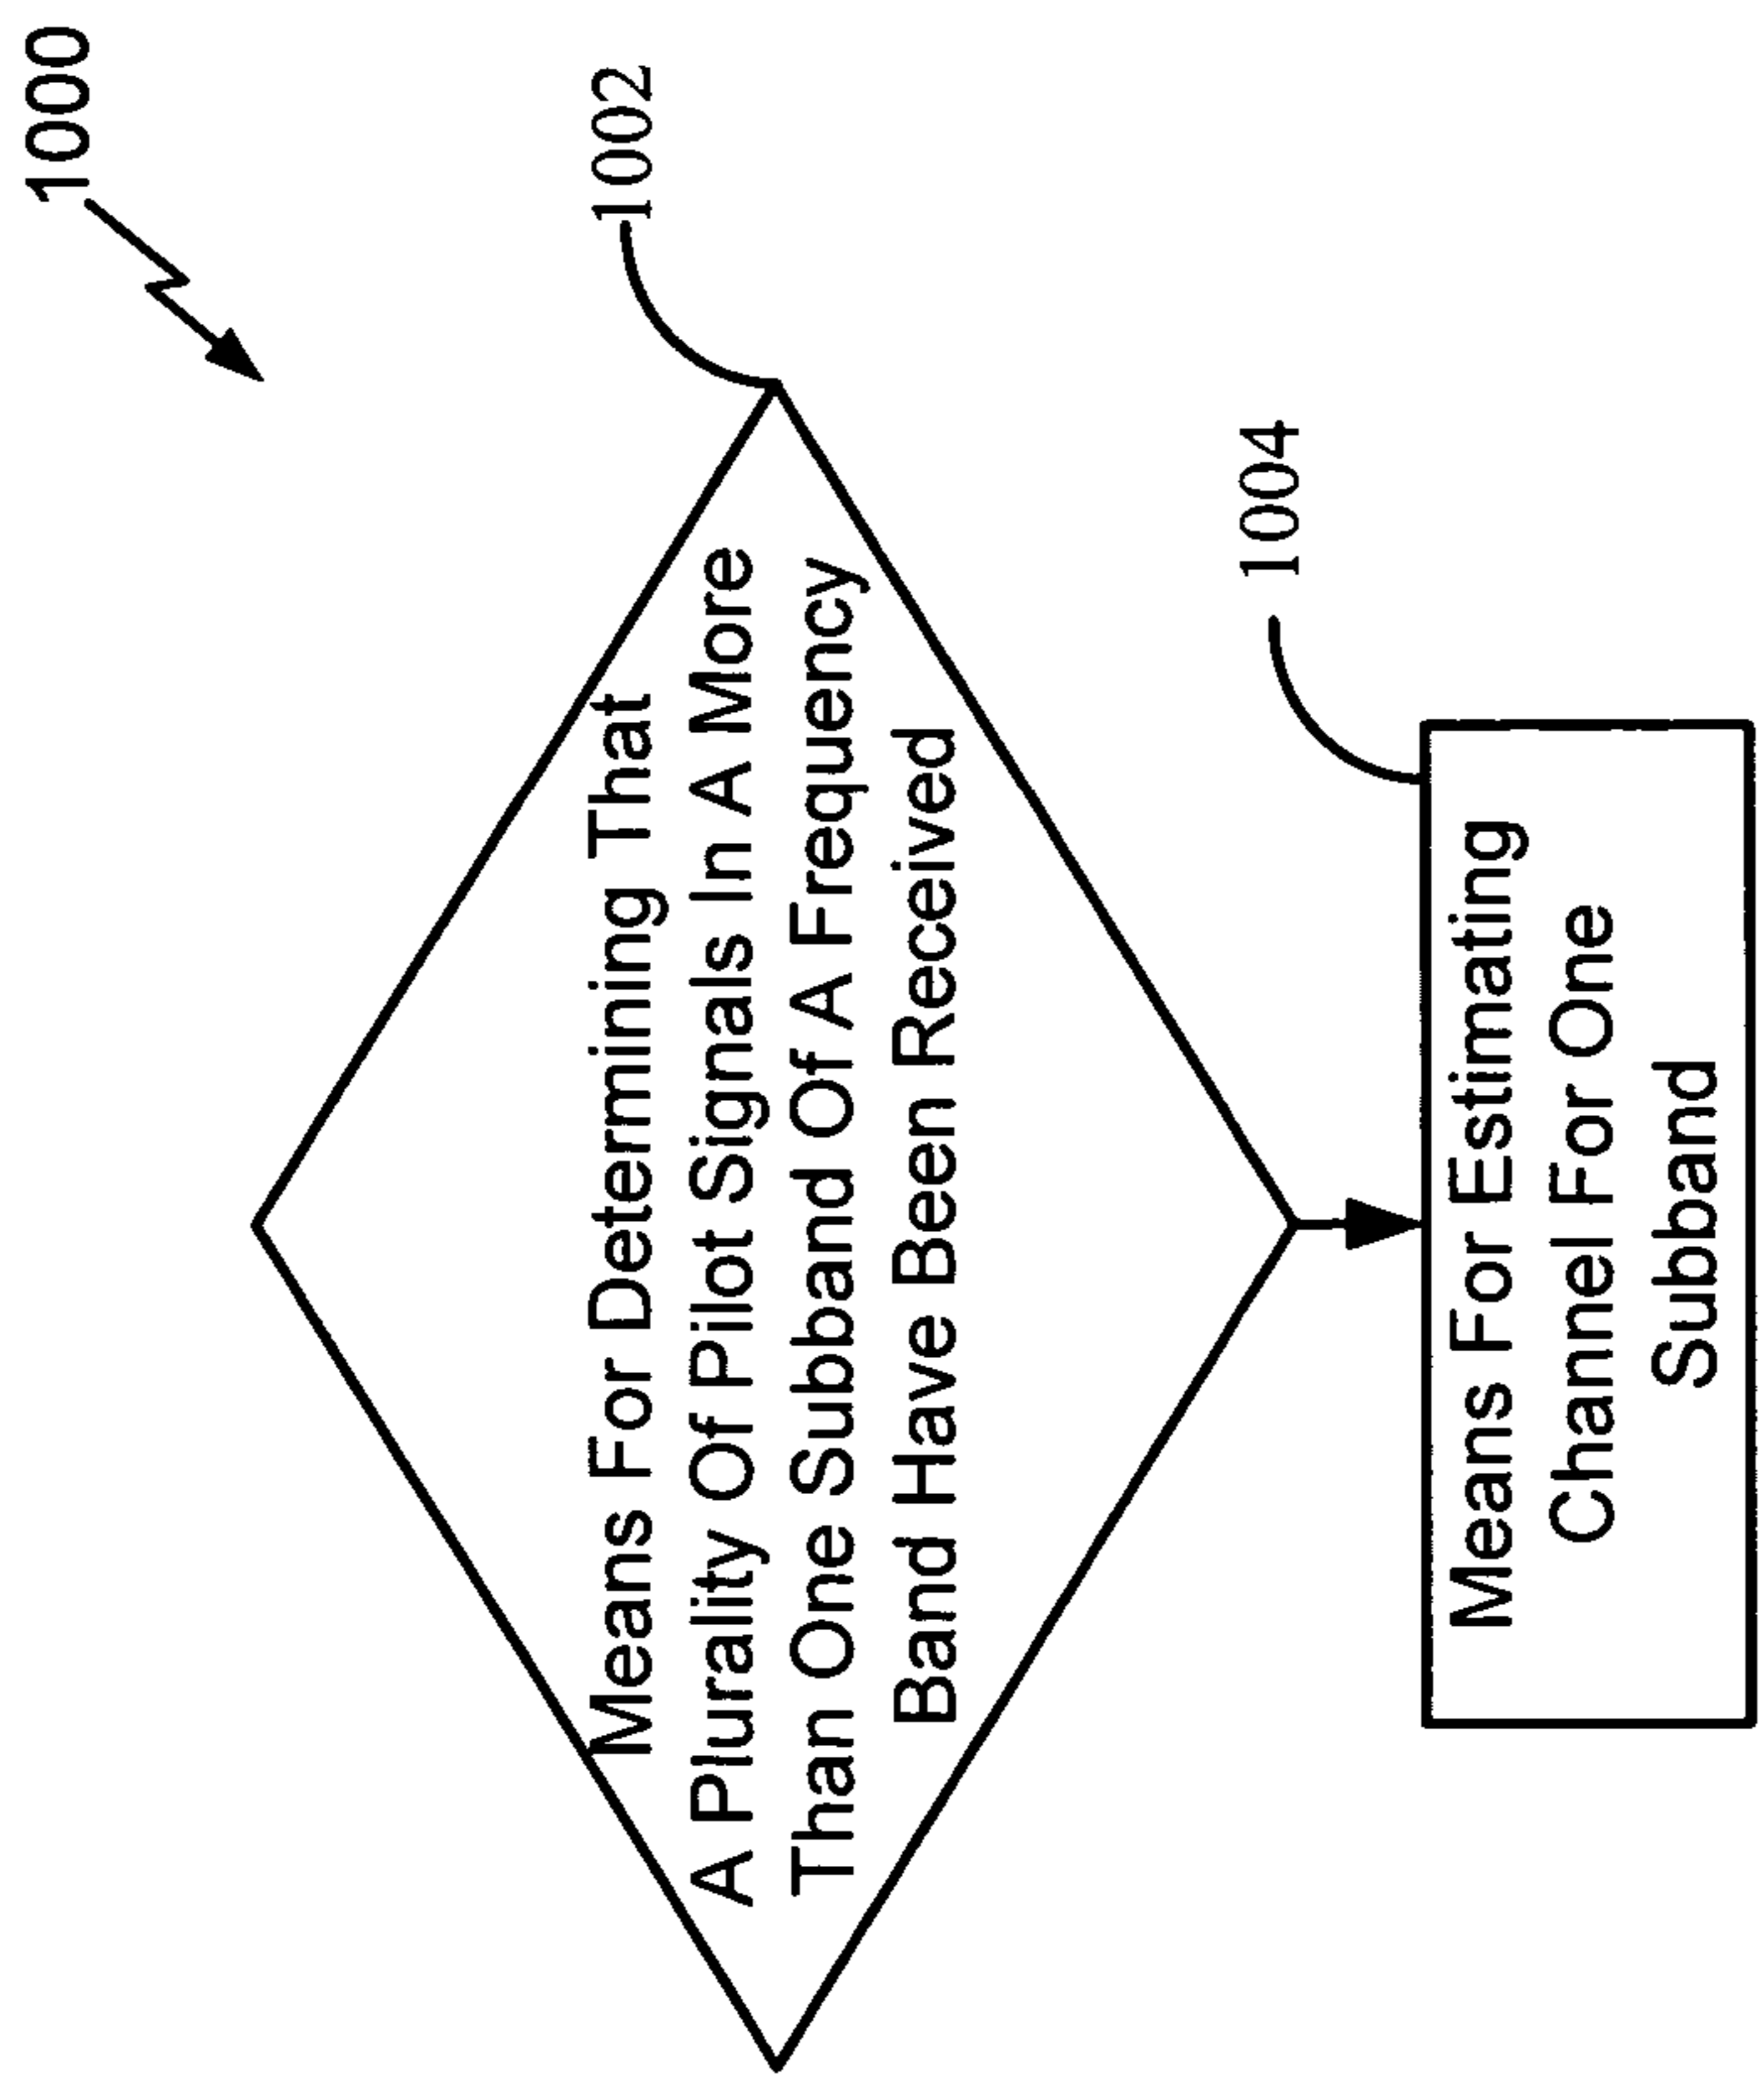 1000
1002
Means For Determining That
A Plurality Of Pilot Signals In A More
Than One Subband Of A Frequency
Band Have Been Received
1004
Means For Estimating
Channel For One
Subband